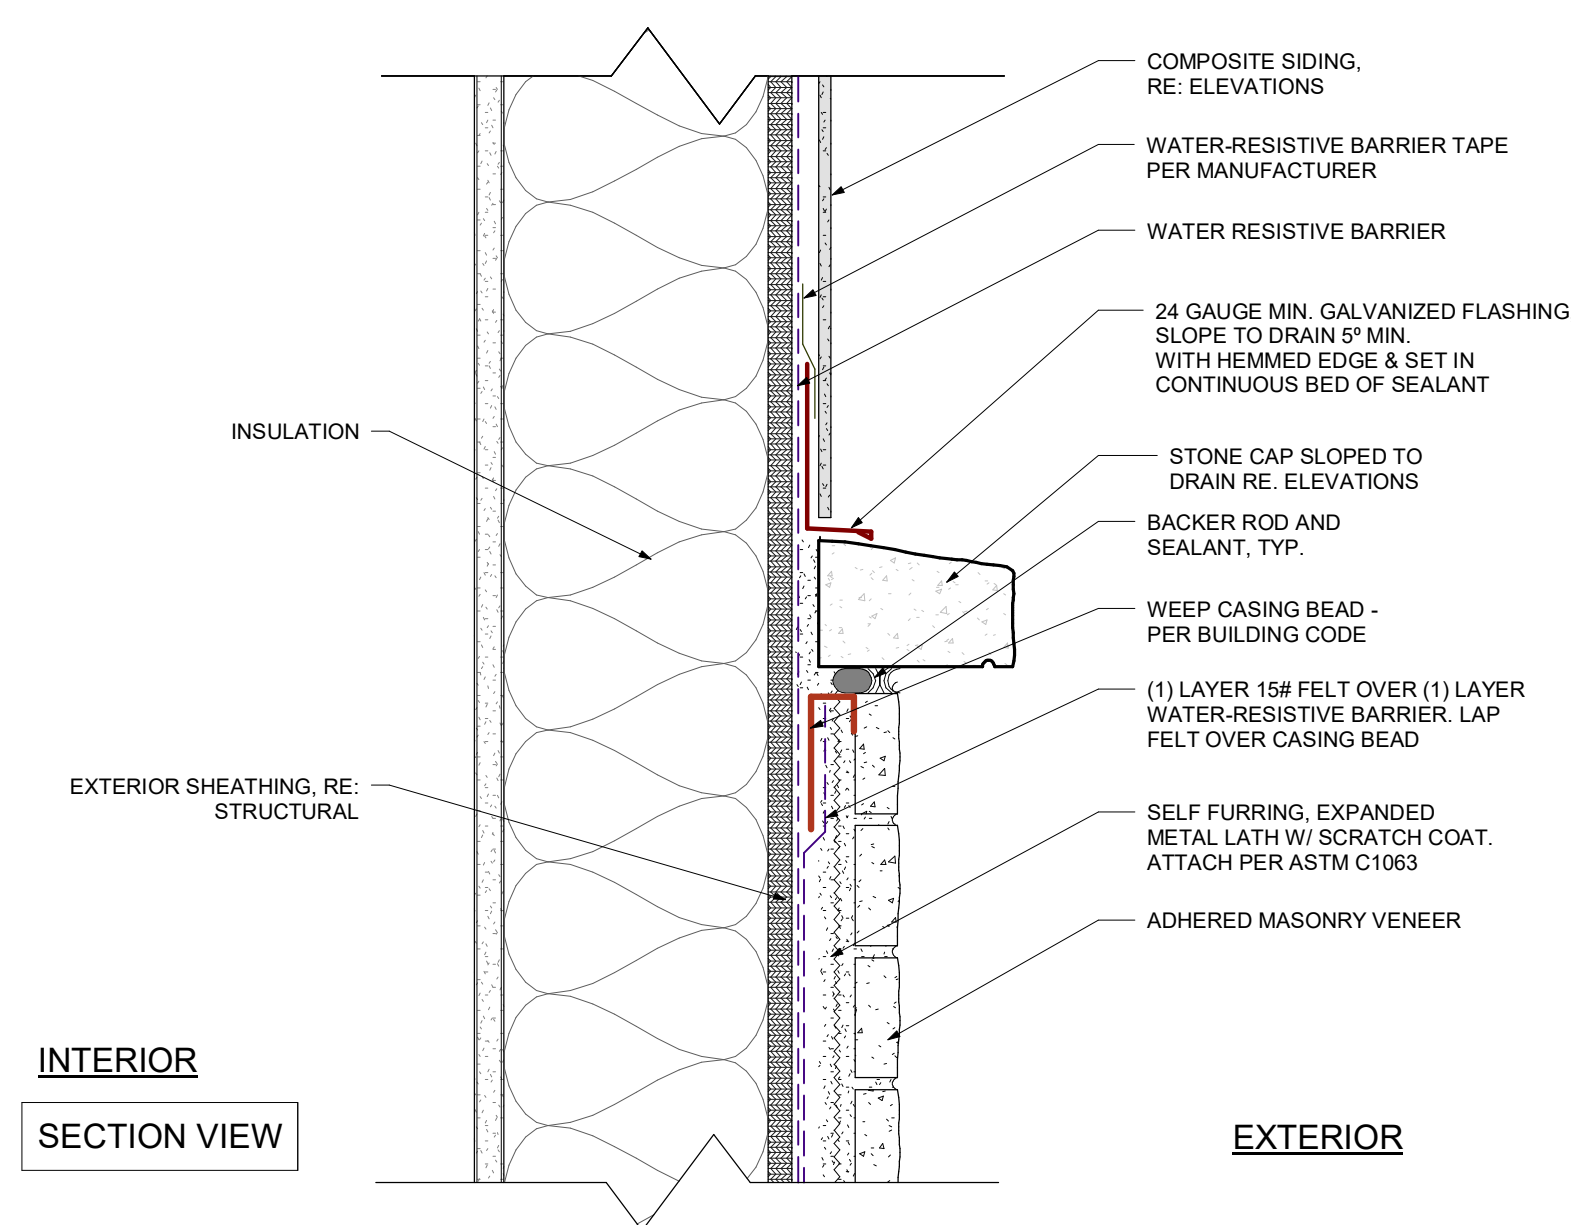 COMPOSITE SIDING,
RE: ELEVATIONS
WATER-RESISTIVE BARRIER TAPE
PER MANUFACTURER
WATER RESISTIVE BARRIER
24 GAUGE MIN. GALVANIZED FLASHING
SLOPE TO DRAIN 5º MIN.
WITH HEMMED EDGE & SET IN
CONTINUOUS BED OF SEALANT
INSULATION
STONE CAP SLOPED TO
DRAIN RE. ELEVATIONS
BACKER ROD AND
SEALANT, TYP.
WEEP CASING BEAD -
PER BUILDING CODE
(1) LAYER 15# FELT OVER (1) LAYER
WATER-RESISTIVE BARRIER. LAP
FELT OVER CASING BEAD
EXTERIOR SHEATHING, RE:
STRUCTURAL
SELF FURRING, EXPANDED
METAL LATH W/ SCRATCH COAT.
ATTACH PER ASTM C1063
ADHERED MASONRY VENEER
INTERIOR
SECTION VIEW
EXTERIOR